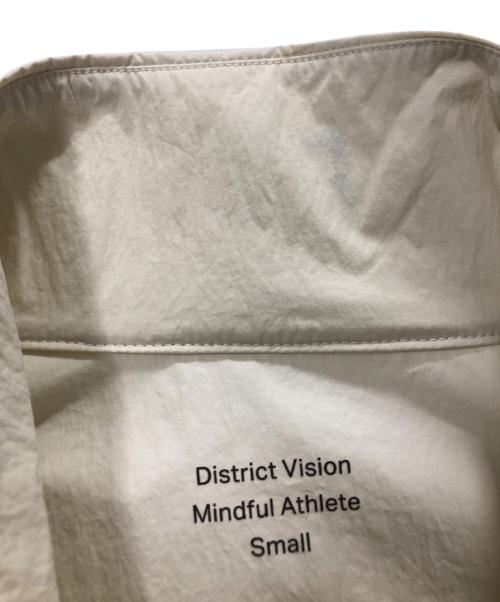 District Vision
Mindful Athlete
Small